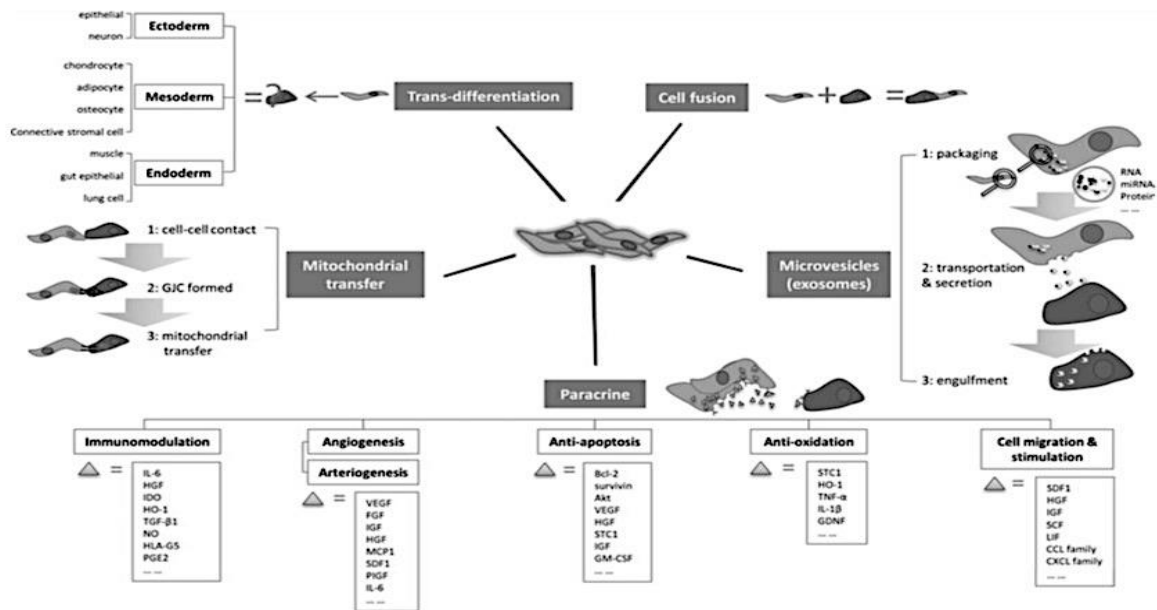 epithelial
neuron
Ectoderm
chondrocyte
adipocyte
osteocyte
Connective stromal cell
Mesoderm
muscle
gut epithelial
lung cell
Endoderm
=
←
Trans-differentiation
Cell fusion
+
=
1: cell-cell contact
2: GJC formed
3: mitochondrial
transfer
Mitochondrial
transfer
Microvesicles
(exosomes)
1: packaging
RNA
miRNA
Protein
... ...
2: transportation
& secretion
3: engulfment
Paracrine
Immunomodulation
=
IL-6
HGF
IDO
HO-1
TGF-β1
NO
HLA-G5
PGE2
... ...
Angiogenesis
Arteriogenesis
=
VEGF
FGF
IGF
HGF
MCP1
SDF1
PIGF
IL-6
... ...
Anti-apoptosis
=
Bcl-2
survivin
Akt
VEGF
HGF
STC1
IGF
GM-CSF
... ...
Anti-oxidation
=
STC1
HO-1
TNF-α
IL-1β
GDNF
... ...
Cell migration &
stimulation
=
SDF1
HGF
IGF
SCF
LIF
CCL family
CXCL family
... ...